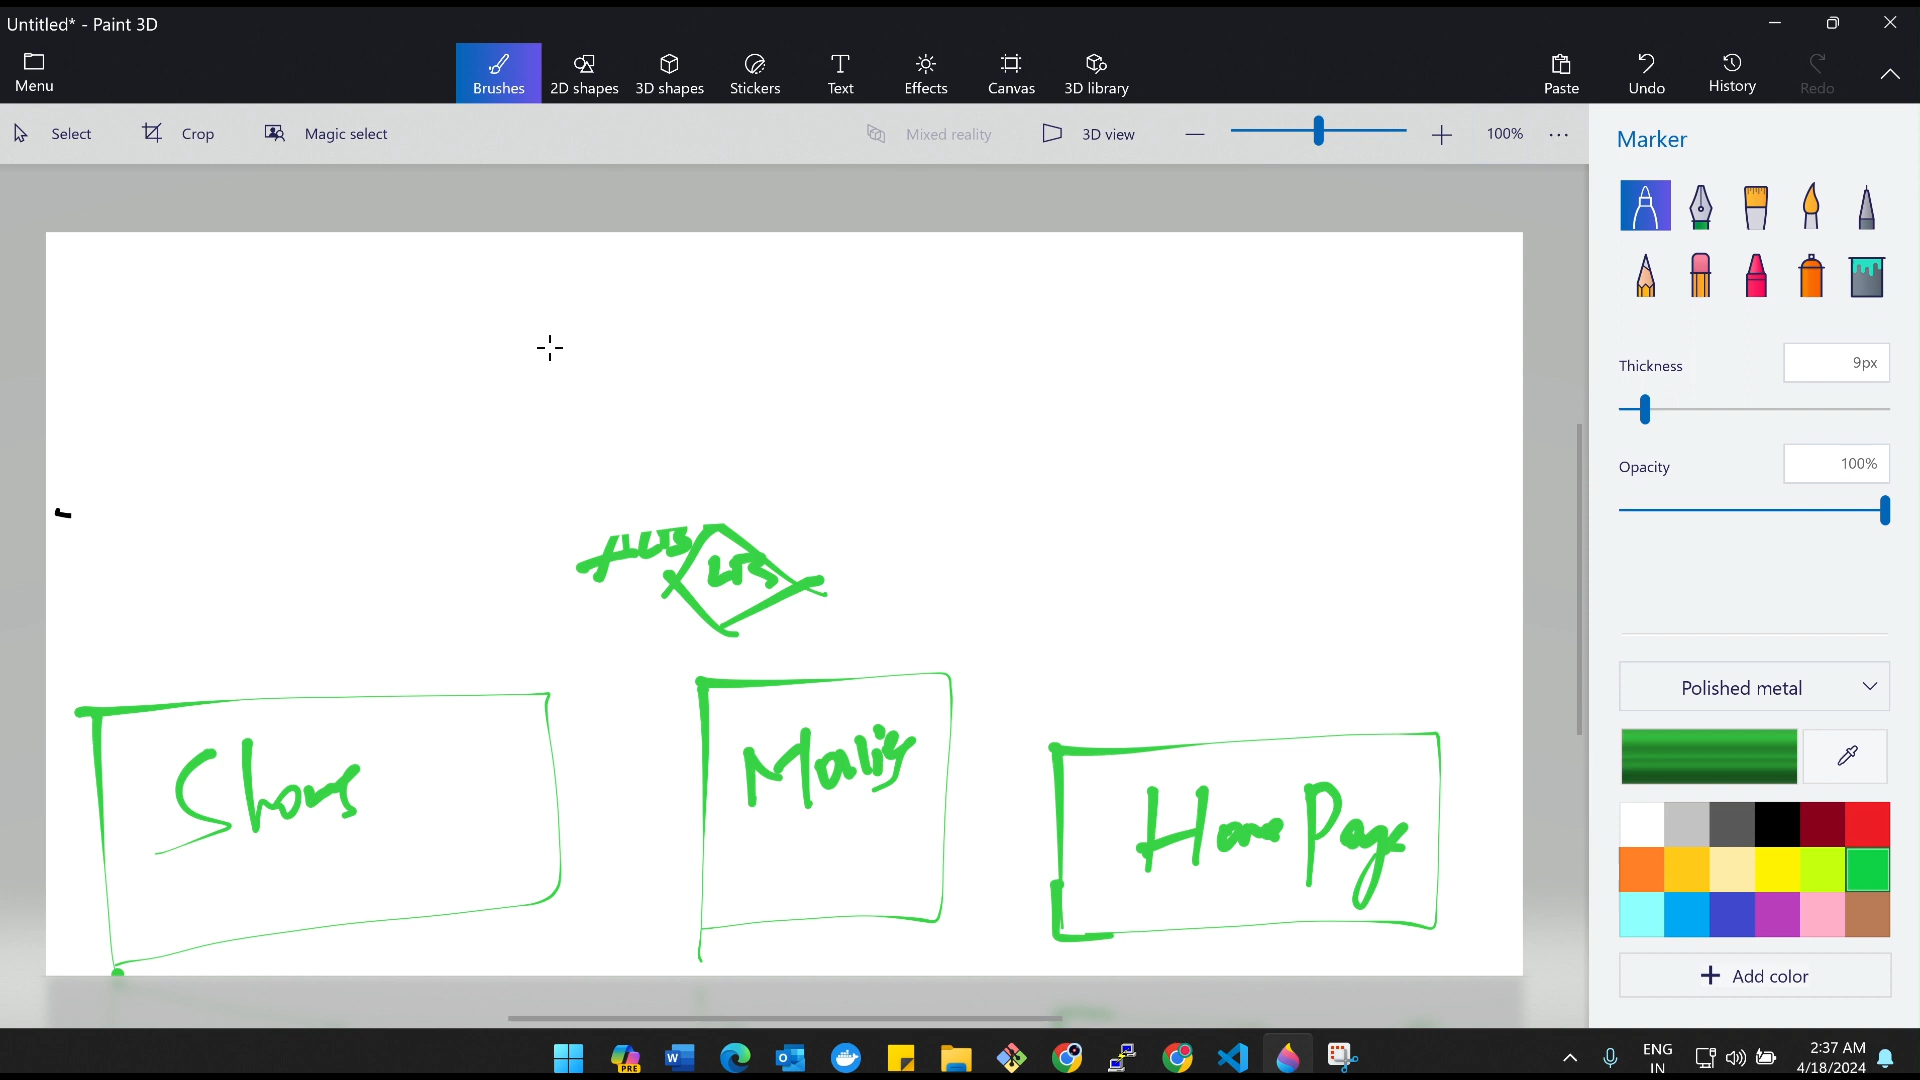 Untitled* - Paint 3D
Menu
Brushes
2D shapes
3D shapes
Stickers
Text
Effects
Canvas
3D library
Paste
Undo
History
Redo
Select
Crop
Magic select
Mixed reality
3D view
100%
Marker
Thickness
9px
Opacity
100%
Polished metal
Add color
Home Page
PRE
ENG
IN
2:37 AM
4/18/2024